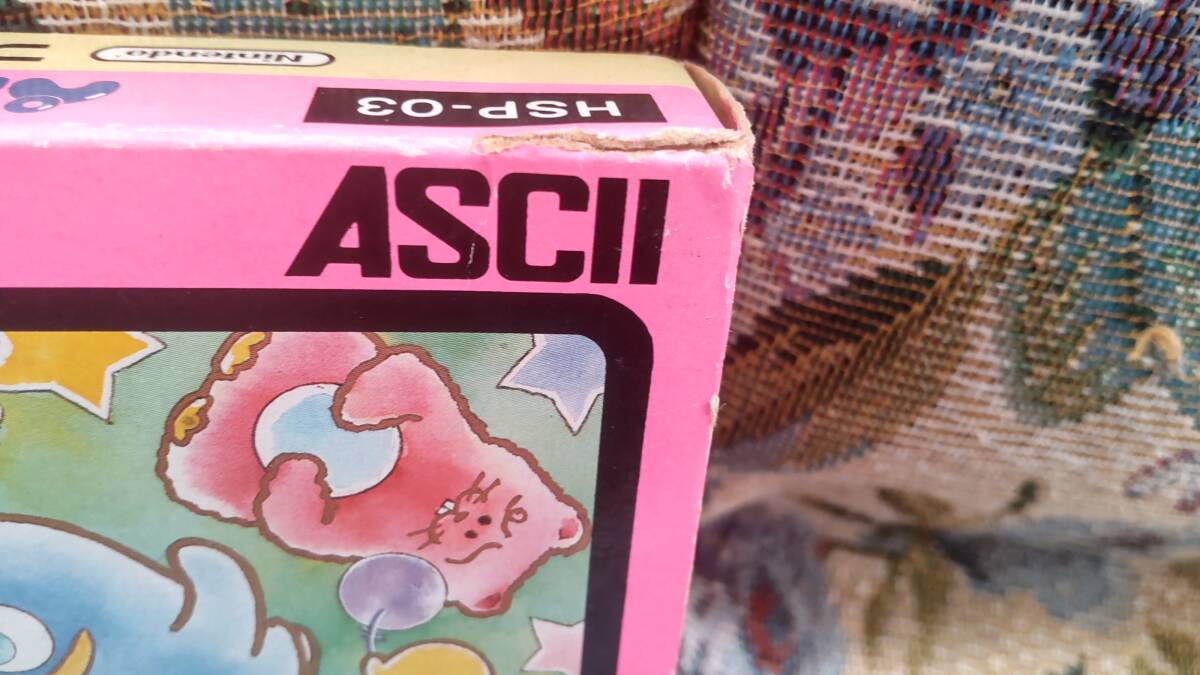 Nintendo
HSP-03
ASCII